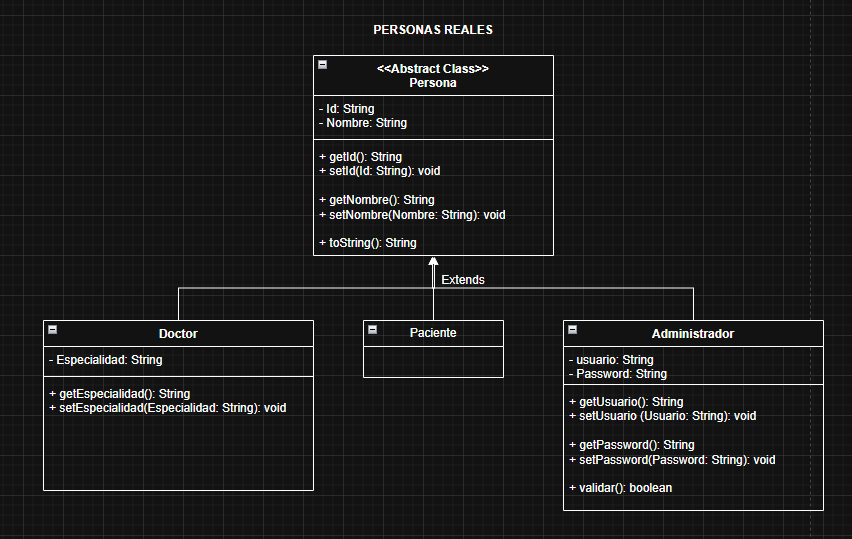 PERSONAS REALES
<<Abstract Class>>
Persona
- Id: String
- Nombre: String
+ getId(): String
+ setId(Id: String): void
+ getNombre(): String
+ setNombre(Nombre: String): void
+ toString(): String
Extends
Doctor
- Especialidad: String
+ getEspecialidad(): String
+ setEspecialidad(Especialidad: String): void
Paciente
Administrador
- usuario: String
- Password: String
+ getUsuario(): String
+ setUsuario (Usuario: String): void
+ getPassword(): String
+ setPassword(Password: String): void
+ validar(): boolean